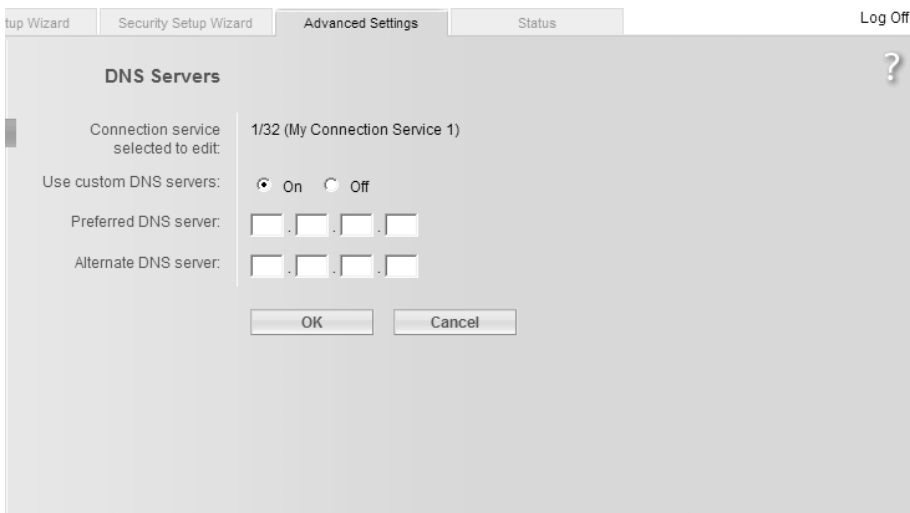 tup Wizard
Security Setup Wizard
Advanced Settings
Status
Log Off
?
DNS Servers
Connection service
selected to edit:
1/32 (My Connection Service 1)
Use custom DNS servers:
On
Off
Preferred DNS server:
. . .
Alternate DNS server:
. . .
OK
Cancel